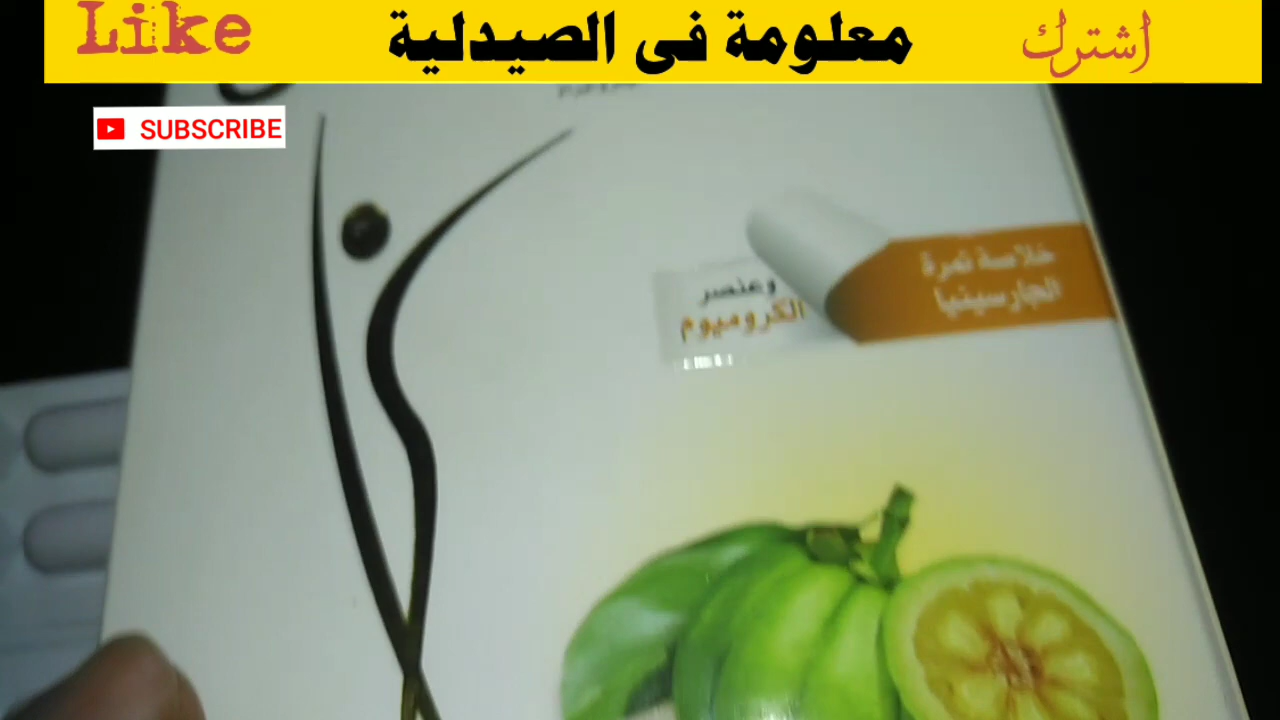 Like
معلومة فى الصيدلية
اشترك
SUBSCRIBE
خلاصة ثمرة
الجارسينيا
وعنصر
الكروميوم